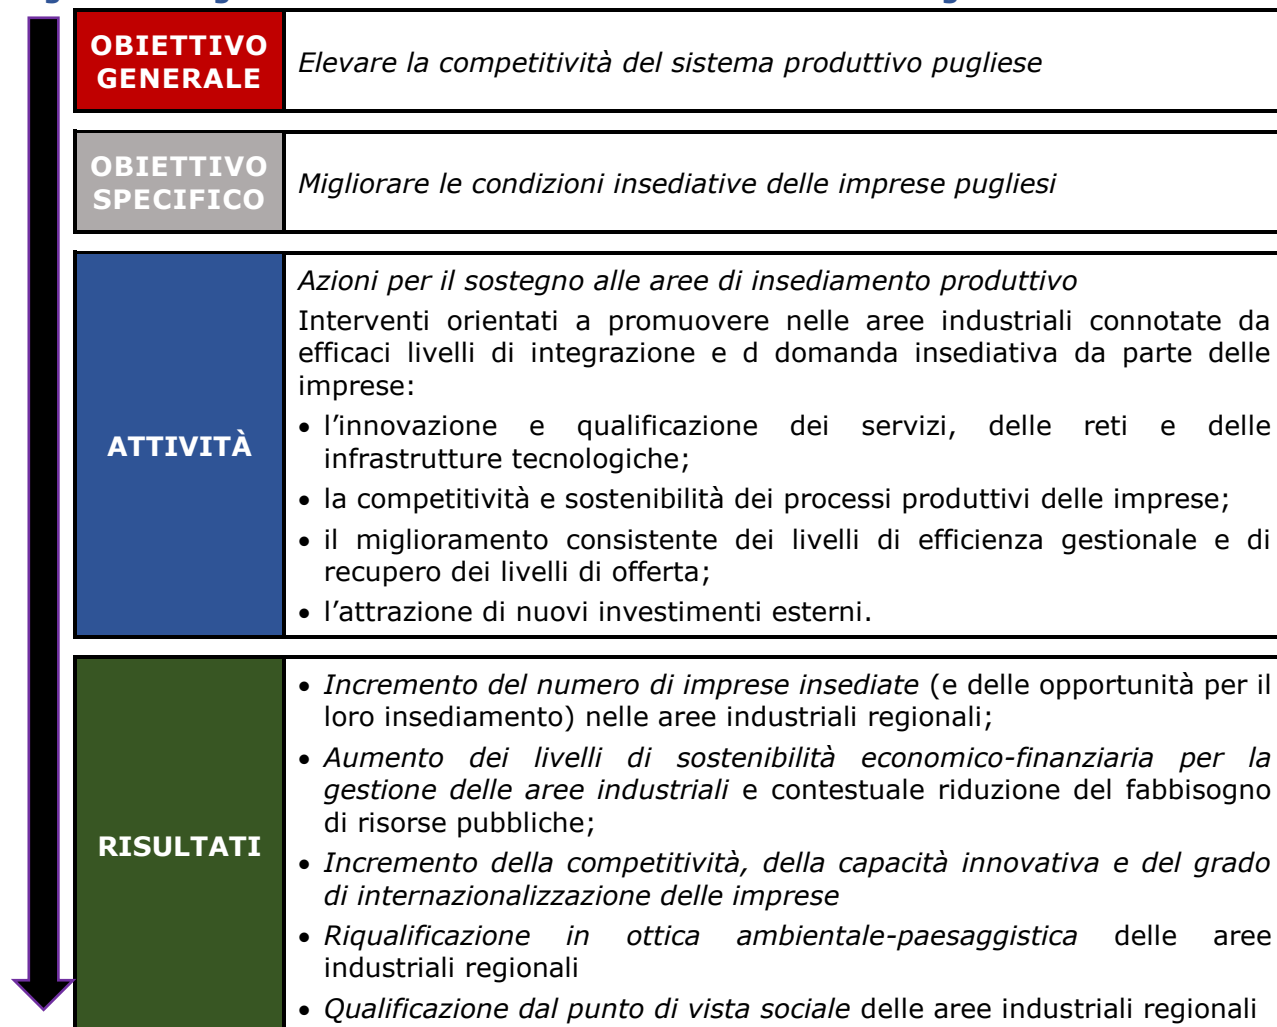 OBIETTIVO
GENERALE
Elevare la competitività del sistema produttivo pugliese
OBIETTIVO
SPECIFICO
Migliorare le condizioni insediative delle imprese pugliesi
ATTIVITÀ
Azioni per il sostegno alle aree di insediamento produttivo
Interventi orientati a promuovere nelle aree industriali connotate da
efficaci livelli di integrazione e d domanda insediativa da parte delle
imprese:
• l'innovazione e qualificazione dei servizi, delle reti e delle
infrastrutture tecnologiche;
• la competitività e sostenibilità dei processi produttivi delle imprese;
• il miglioramento consistente dei livelli di efficienza gestionale e di
recupero dei livelli di offerta;
• l'attrazione di nuovi investimenti esterni.
RISULTATI
• Incremento del numero di imprese insediate (e delle opportunità per il
loro insediamento) nelle aree industriali regionali;
• Aumento dei livelli di sostenibilità economico-finanziaria per la
gestione delle aree industriali e contestuale riduzione del fabbisogno
di risorse pubbliche;
• Incremento della competitività, della capacità innovativa e del grado
di internazionalizzazione delle imprese
• Riqualificazione in ottica ambientale-paesaggistica delle aree
industriali regionali
• Qualificazione dal punto di vista sociale delle aree industriali regionali